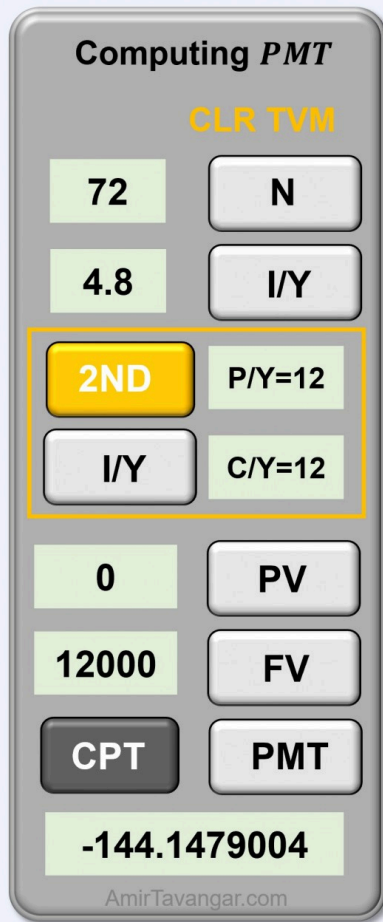 Computing PMT
CLR TVM
72 N
4.8 I/Y
2ND P/Y=12
I/Y C/Y=12
0 PV
12000 FV
CPT PMT
-144.1479004
AmirTavangar.com